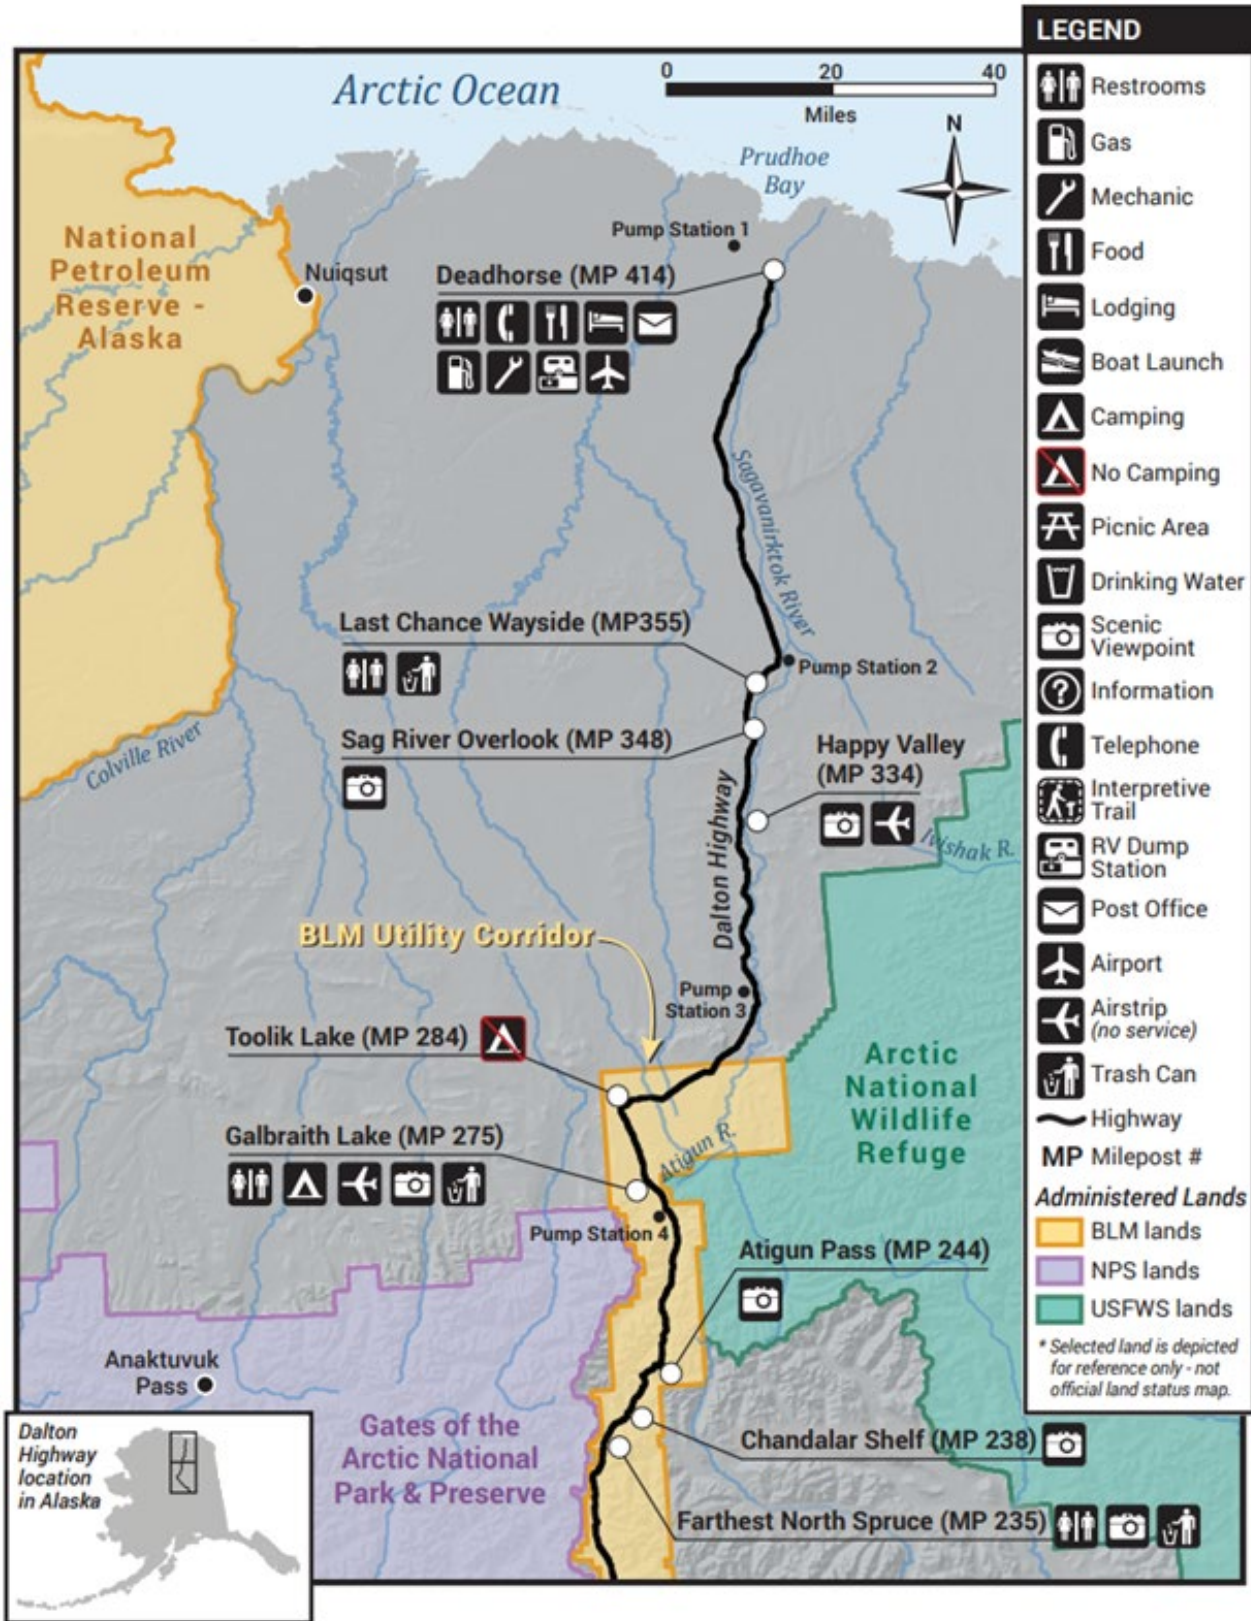 LEGEND
Restrooms
Gas
Mechanic
Food
Lodging
Boat Launch
Camping
No Camping
Picnic Area
Drinking Water
Scenic
Viewpoint
Information
Telephone
Interpretive
Trail
RV Dump
Station
Post Office
Airport
Airstrip
(no service)
Trash Can
Highway
MP Milepost #
Administered Lands
BLM lands
NPS lands
USFWS lands
* Selected land is depicted
for reference only - not
official land status map.
Arctic Ocean
0 20 40
Miles
N
Prudhoe
Bay
Pump Station 1
National
Petroleum
Reserve -
Alaska
Nuiqsut
Deadhorse (MP 414)
Sagavanirktok River
Last Chance Wayside (MP355)
Pump Station 2
Sag River Overlook (MP 348)
Happy Valley
(MP 334)
Colville River
Dalton Highway
Ivishak R.
BLM Utility Corridor
Pump
Station 3
Toolik Lake (MP 284)
Arctic
National
Wildlife
Refuge
Galbraith Lake (MP 275)
Atigun R.
Pump Station 4
Atigun Pass (MP 244)
Anaktuvuk
Pass
Gates of the
Arctic National
Park & Preserve
Chandalar Shelf (MP 238)
Farthest North Spruce (MP 235)
Dalton
Highway
location
in Alaska